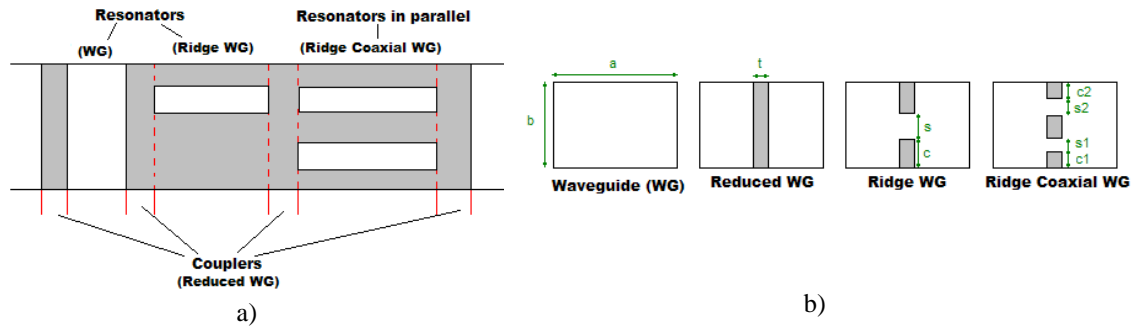 Resonators
Resonators in parallel
(WG)
(Ridge WG)
(Ridge Coaxial WG)
Couplers
(Reduced WG)
a)
a
b
t
s
c
c2
s2
s1
c1
Waveguide (WG)
Reduced WG
Ridge WG
Ridge Coaxial WG
b)